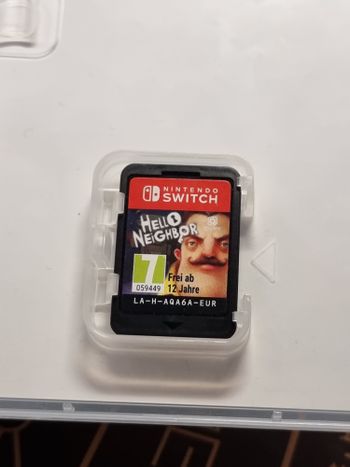 NINTENDO
SWITCH
HELLO
NEIGHBOR
7
Frei ab
059449
12 Jahre
LA-H-AQA6A-EUR